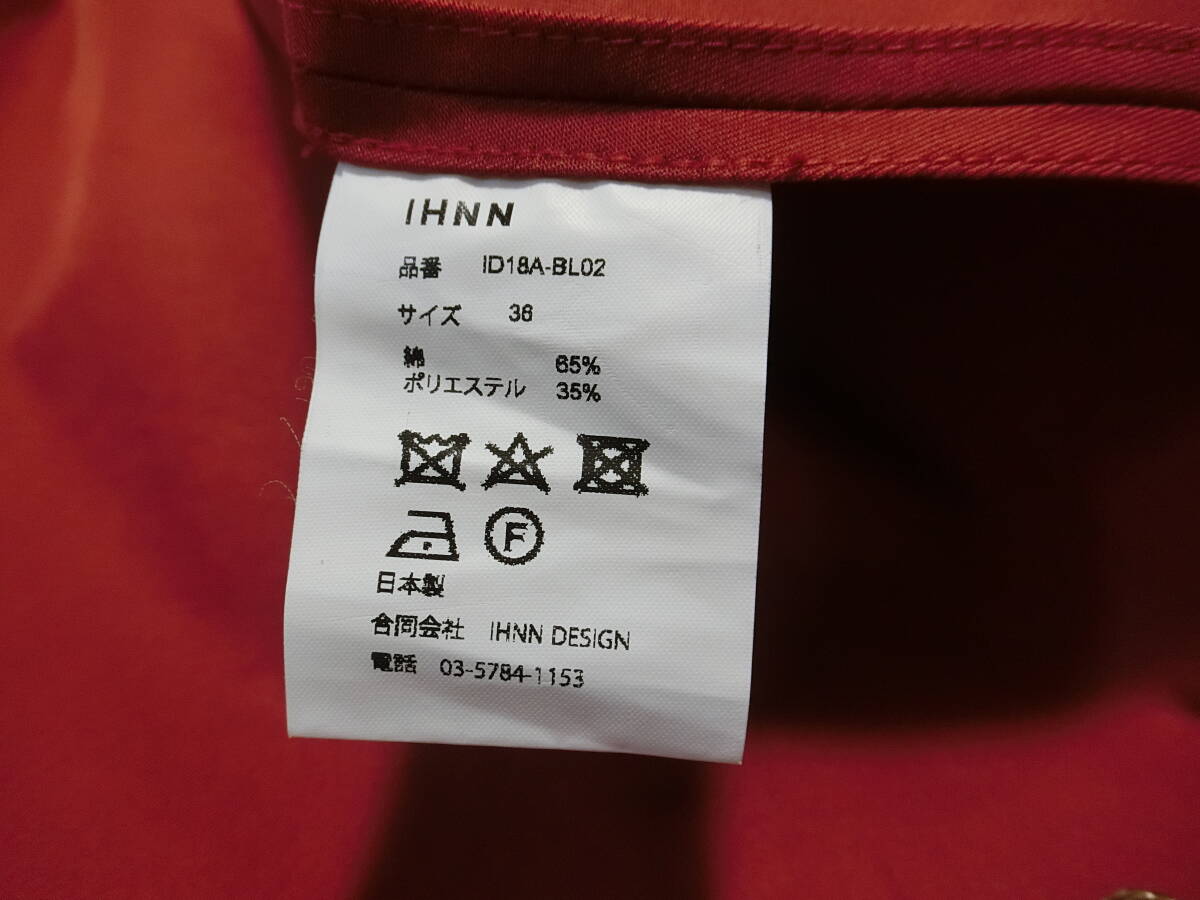 IHNN
品番 ID18A-BL02
サイズ 36
綿 65%
ポリエステル 35%
F
日本製
合同会社 IHNN DESIGN
電話 03-5784-1153